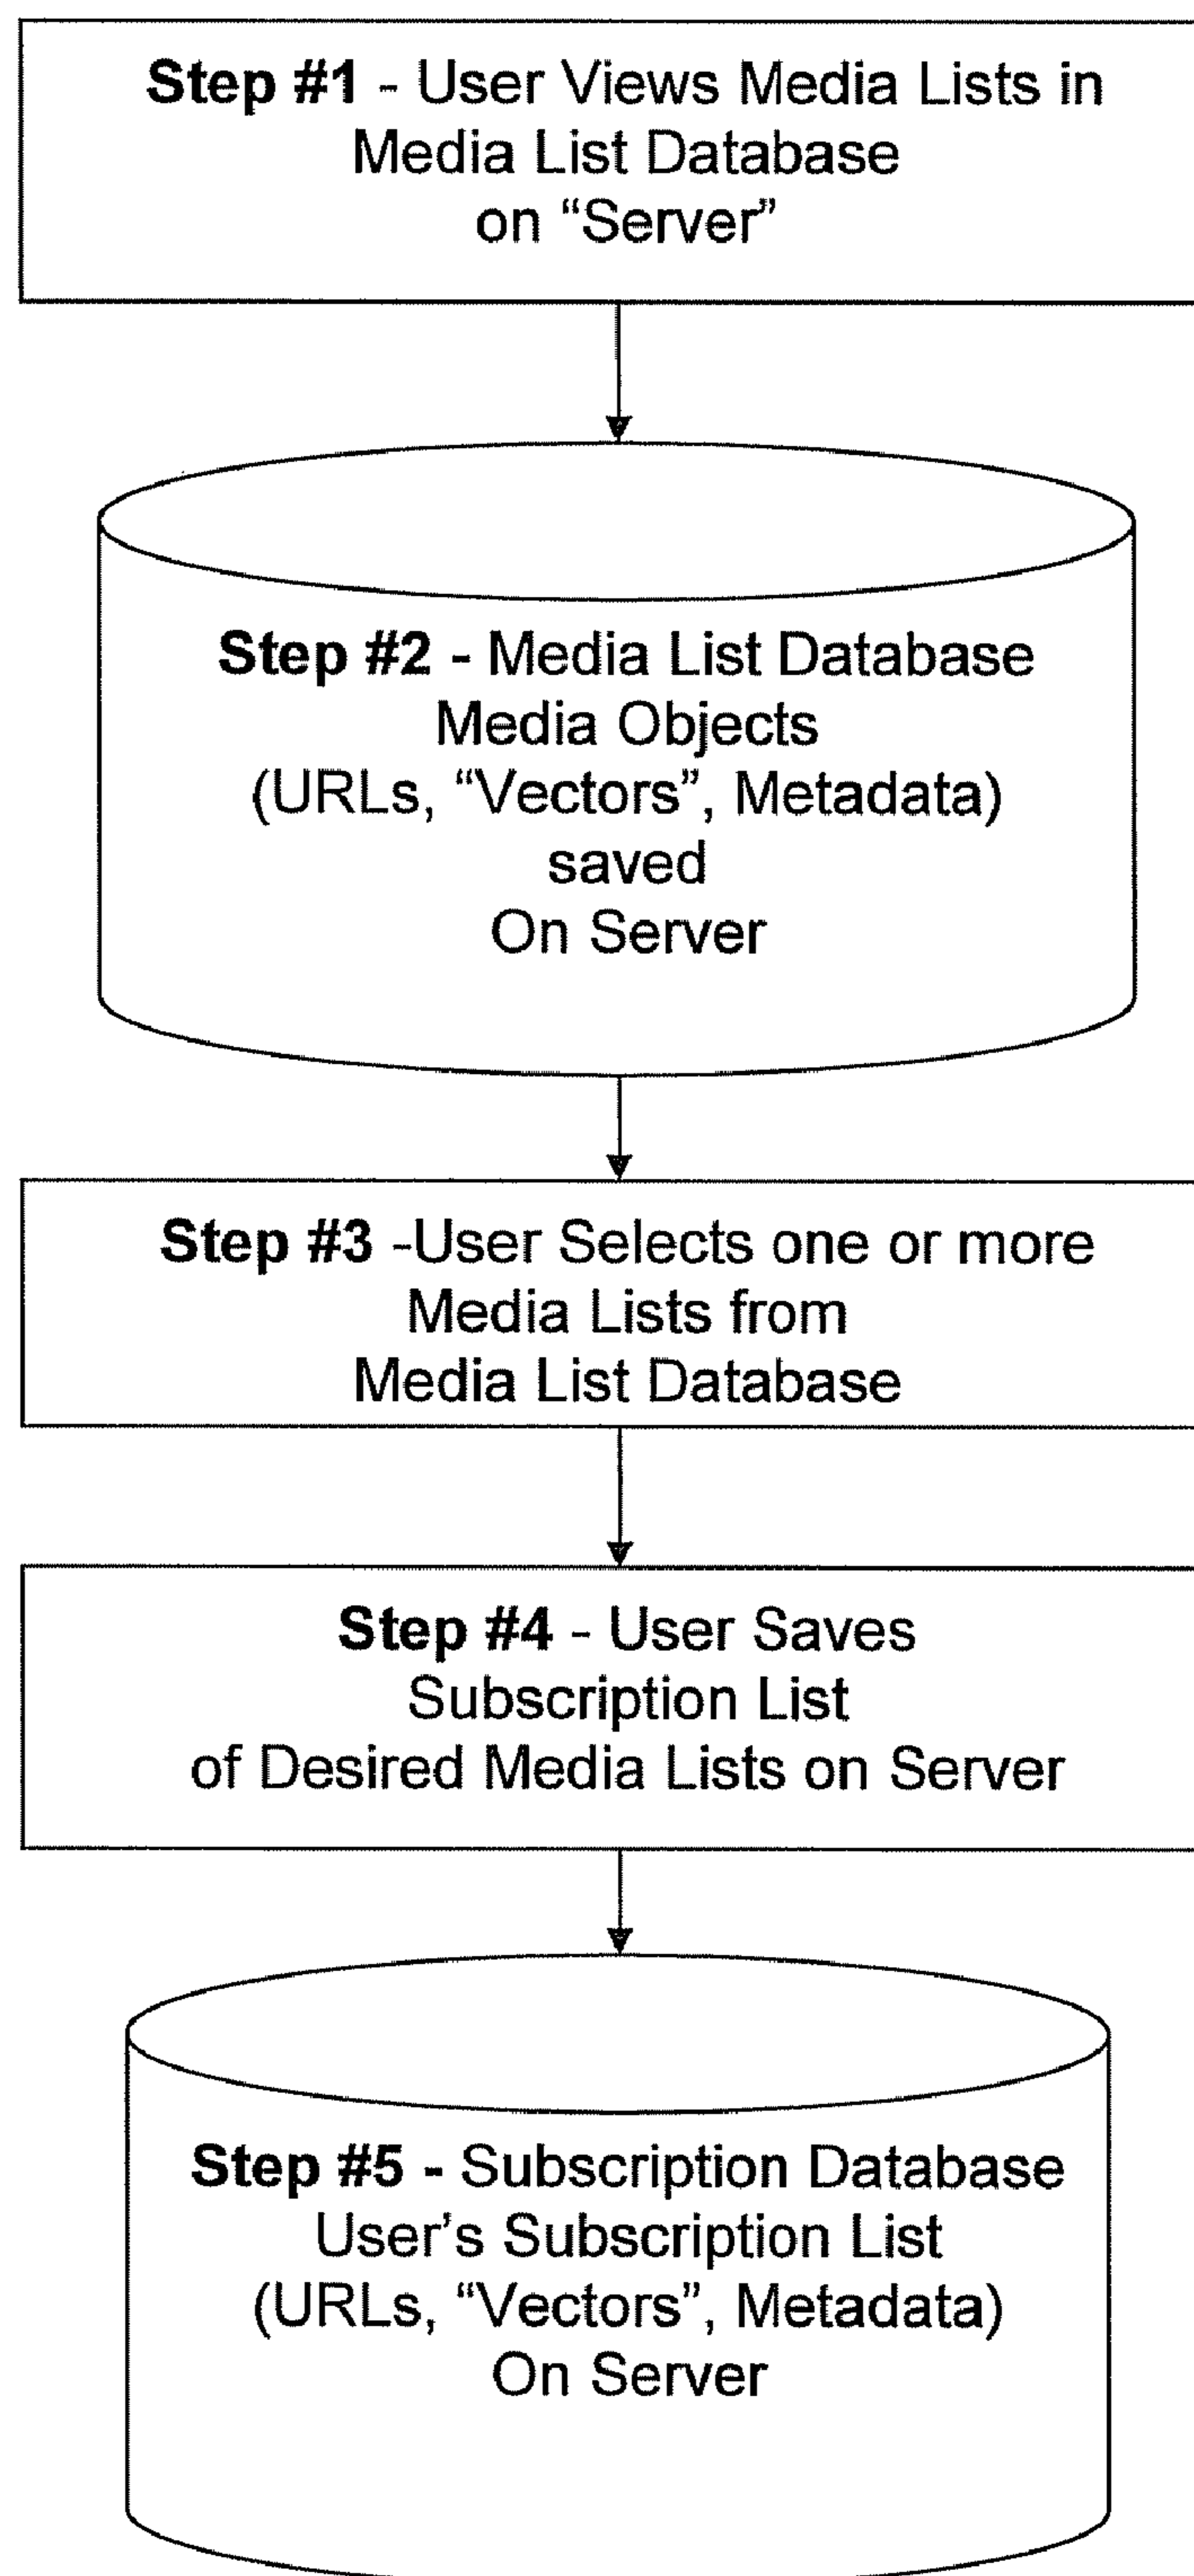 Step #1 - User Views Media Lists in
Media List Database
on “Server”
Step #2 - Media List Database
Media Objects
(URLs, “Vectors”, Metadata)
saved
On Server
Step #3 -User Selects one or more
Media Lists from
Media List Database
Step #4 - User Saves
Subscription List
of Desired Media Lists on Server
Step #5 - Subscription Database
User’s Subscription List
(URLs, “Vectors”, Metadata)
On Server